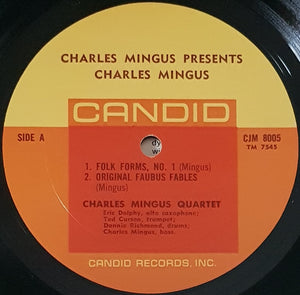 CHARLES MINGUS PRESENTS
CHARLES MINGUS
CANDID
SIDE A
CJM 8005
TM 7545
1. FOLK FORMS, NO. 1 (Mingus)
2. ORIGINAL FAUBUS FABLES
(Mingus)
CHARLES MINGUS QUARTET
Eric Dolphy, alto saxophone;
Ted Curson, trumpet;
Dannie Richmond, drums;
Charles Mingus, bass.
CANDID RECORDS, INC.